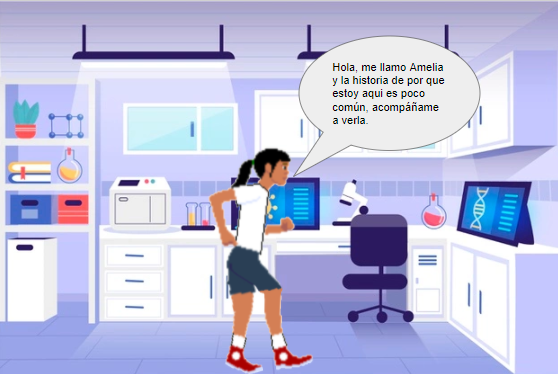 Hola, me llamo Amelia
y la historia de por que
estoy aqui es poco
común, acompáñame
a verla.